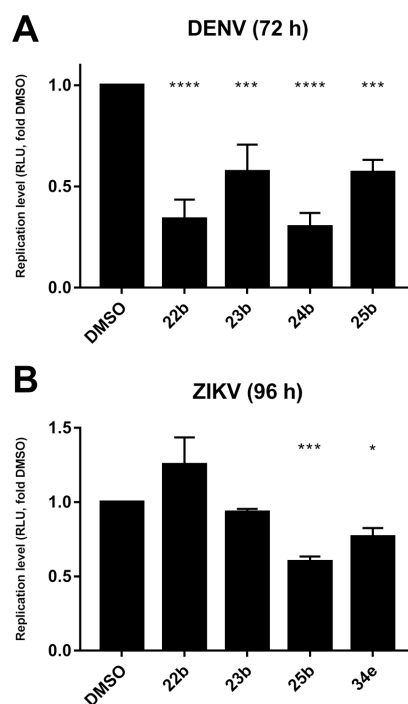 A
DENV (72 h)
Replication level (RLU, fold DMSO)
1.0
0.5
0.0
**** *** **** ***
DMSO 22b 23b 24b 25b
B
ZIKV (96 h)
Replication level (RLU, fold DMSO)
1.5
1.0
0.5
0.0
*** *
DMSO 22b 23b 25b 34e